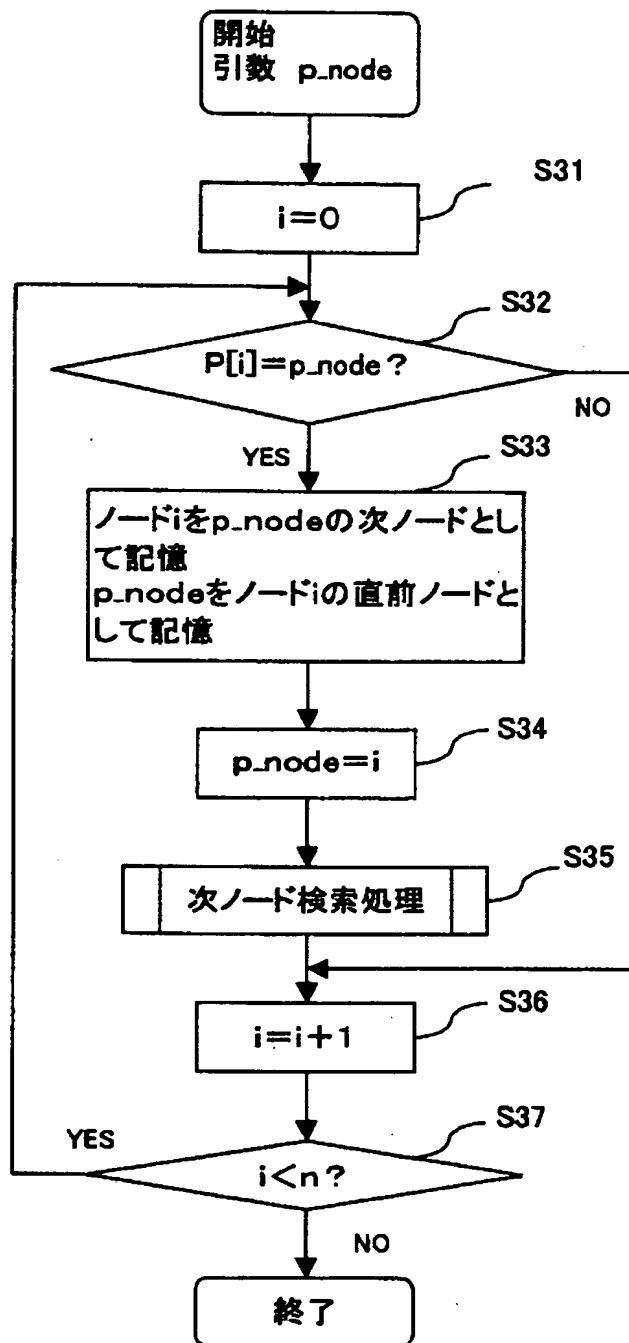 開始
引数 p_node
S31
i=0
S32
P[i]=p_node?
NO
YES
S33
ノードiをp_nodeの次ノードとし
て記憶
p_nodeをノードiの直前ノードと
して記憶
S34
p_node=i
S35
次ノード検索処理
S36
i=i+1
S37
YES
i<n?
NO
終了